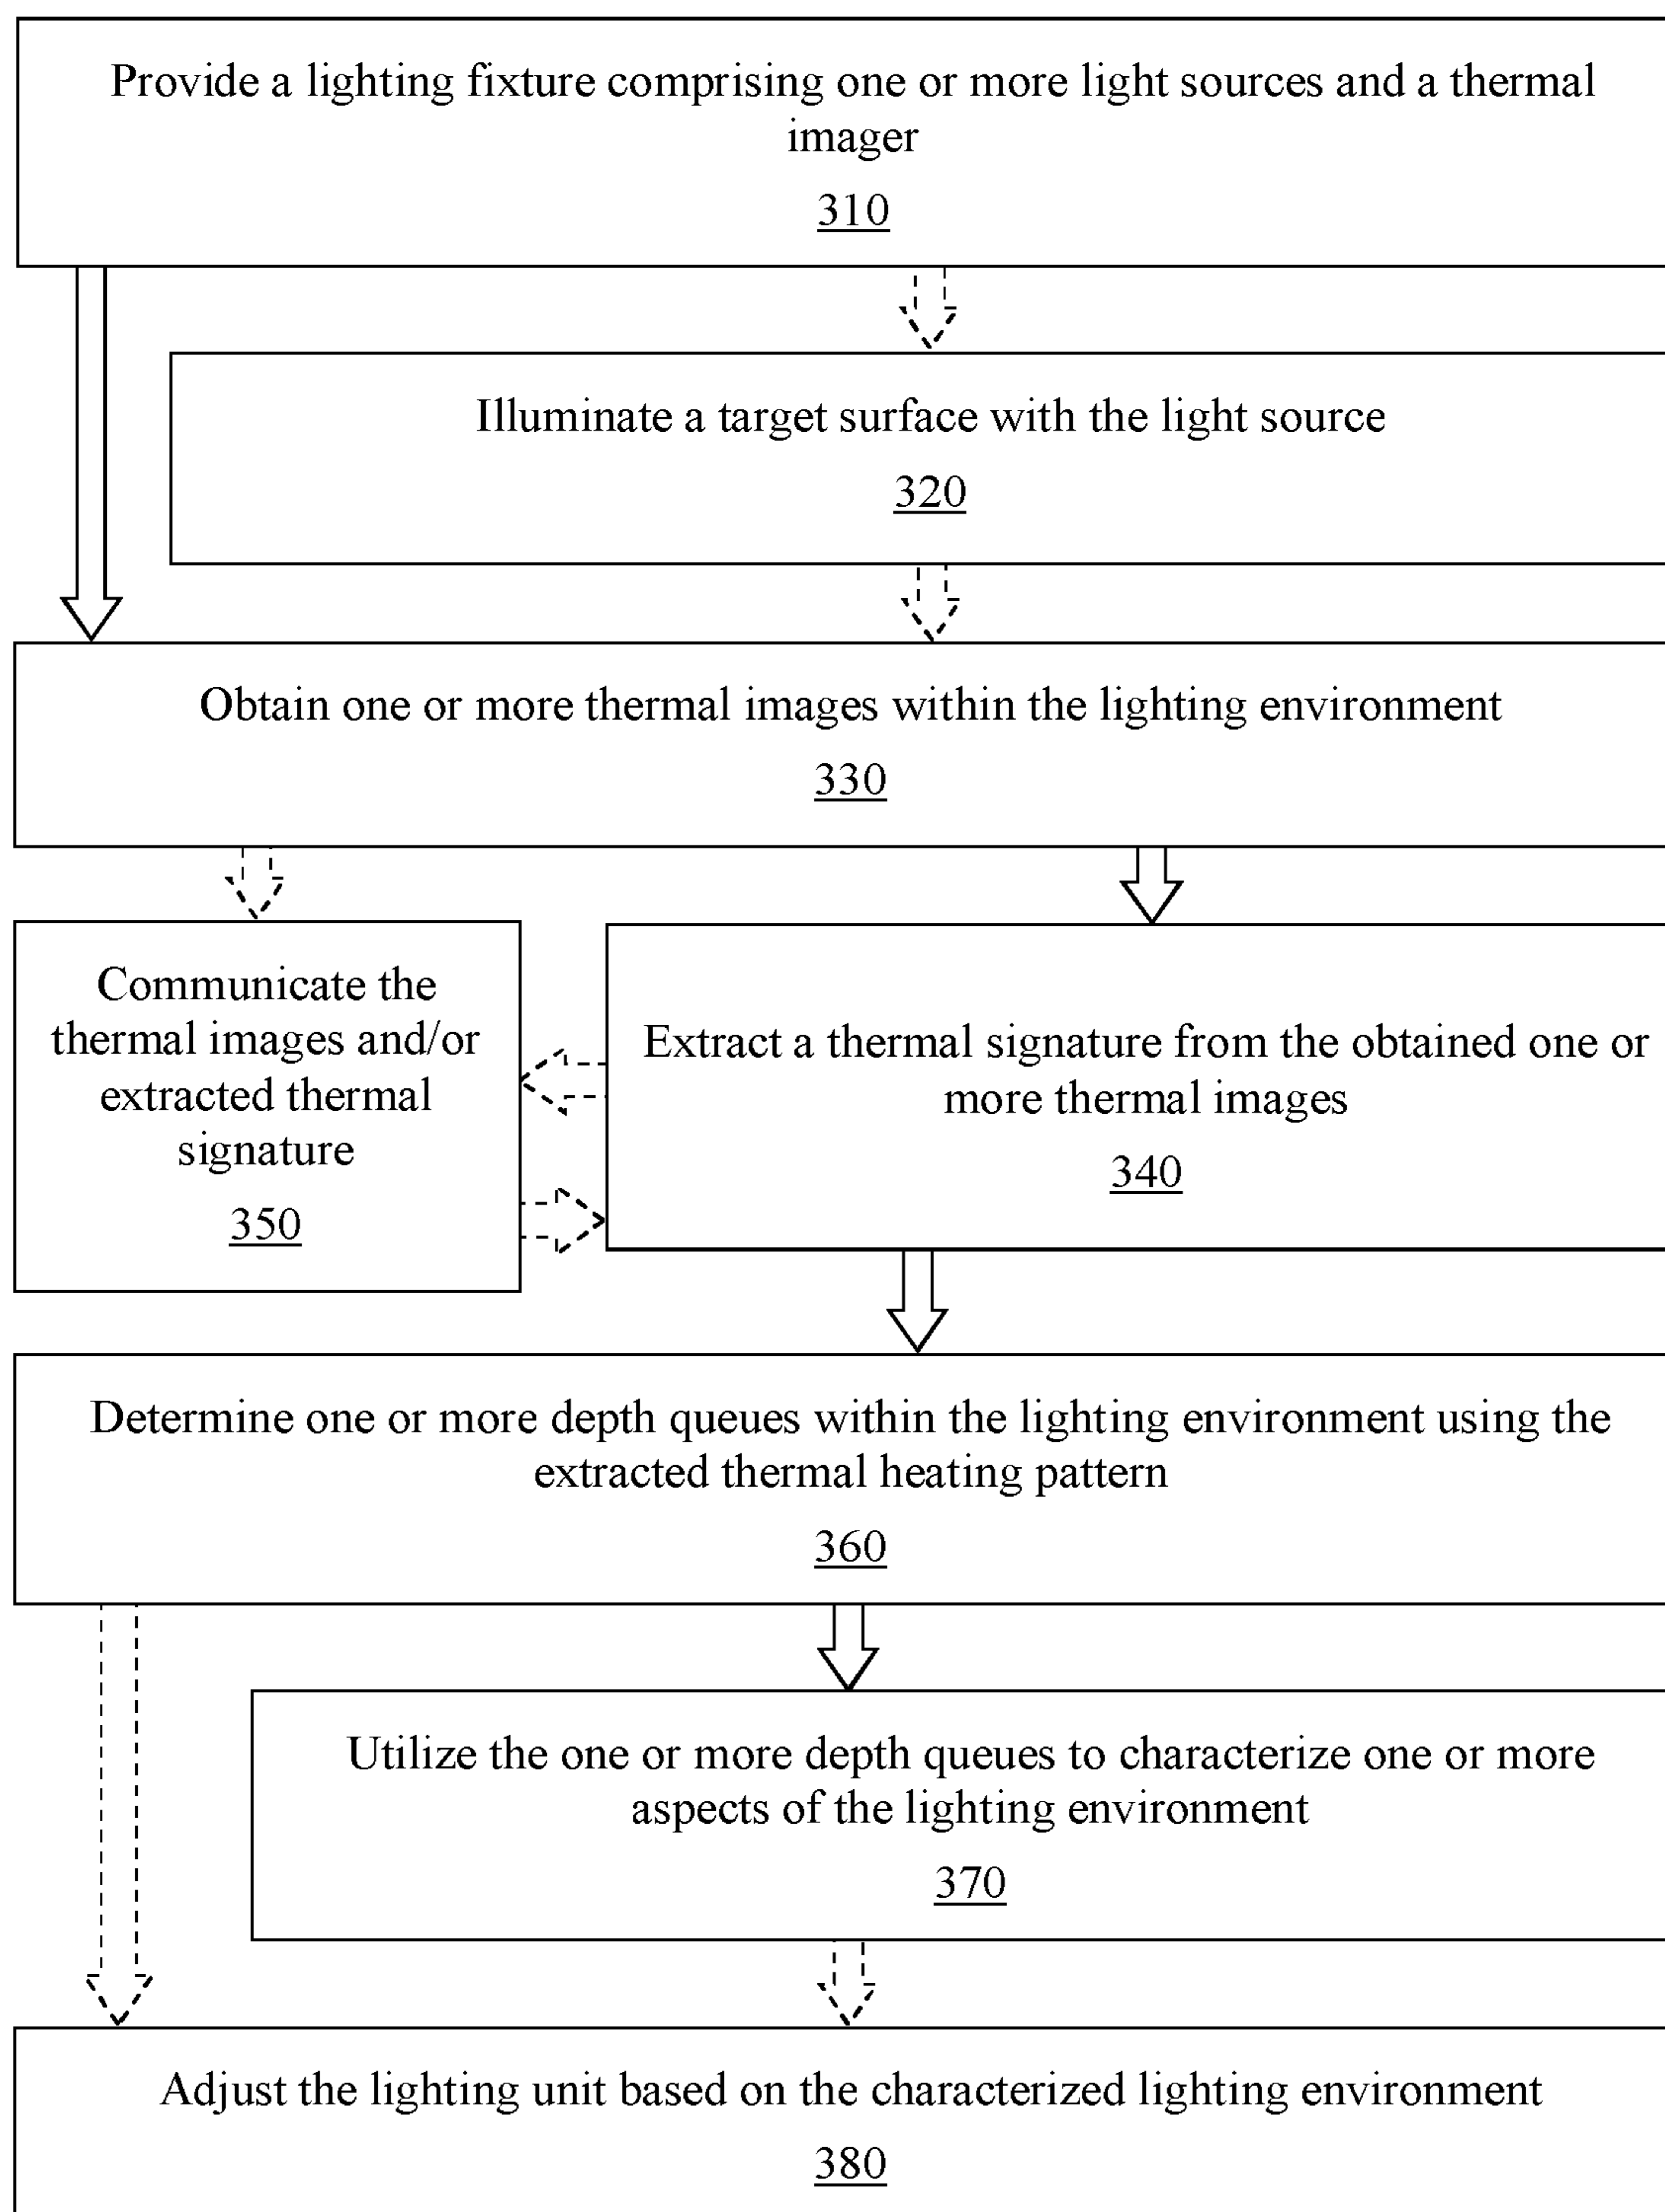 Provide a lighting fixture comprising one or more light sources and a thermal
imager
310
Illuminate a target surface with the light source
320
Obtain one or more thermal images within the lighting environment
330
Communicate the
thermal images and/or
extracted thermal
signature
350
Extract a thermal signature from the obtained one or
more thermal images
340
Determine one or more depth queues within the lighting environment using the
extracted thermal heating pattern
360
Utilize the one or more depth queues to characterize one or more
aspects of the lighting environment
370
Adjust the lighting unit based on the characterized lighting environment
380